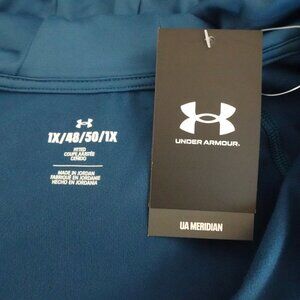 1X/48/50/1X
FITTED
COUPE AJUSTÉE
CEÑIDO
MADE IN JORDAN
FABRIQUÉ EN JORDANIE
HECHO EN JORDANIA
UNDER ARMOUR®
UA MERIDIAN